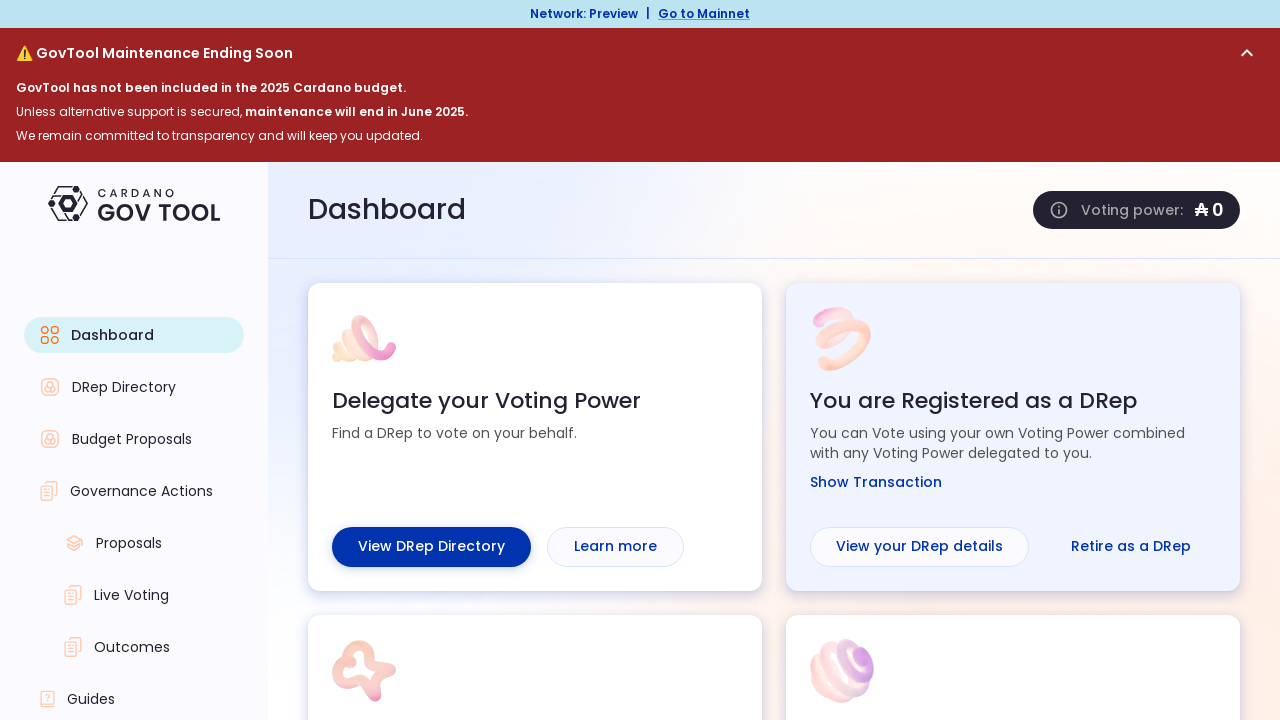 Network: Preview | Go to Mainnet
⚠️ GovTool Maintenance Ending Soon
GovTool has not been included in the 2025 Cardano budget.
Unless alternative support is secured, maintenance will end in June 2025.
We remain committed to transparency and will keep you updated.
CARDANO
GOV TOOL
Dashboard
DRep Directory
Budget Proposals
Governance Actions
Proposals
Live Voting
Outcomes
Guides
Dashboard
Voting power: ₳ 0
Delegate your Voting Power
Find a DRep to vote on your behalf.
View DRep Directory
Learn more
You are Registered as a DRep
You can Vote using your own Voting Power combined
with any Voting Power delegated to you.
Show Transaction
View your DRep details
Retire as a DRep